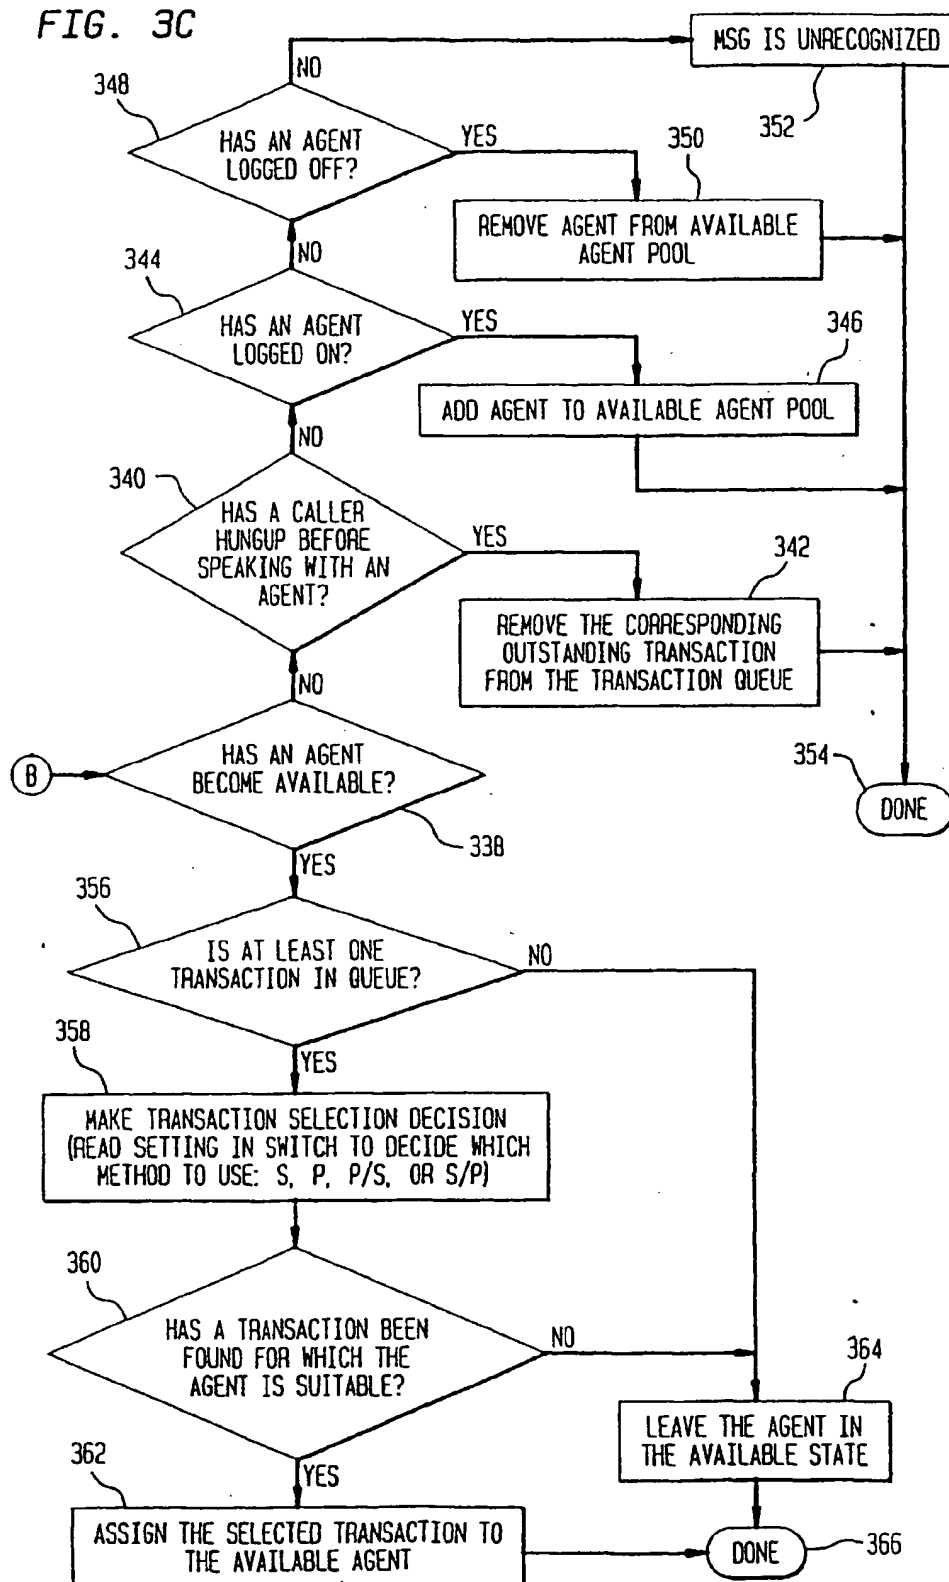 FIG. 3C
MSG IS UNRECOGNIZED
352
NO
348
HAS AN AGENT
LOGGED OFF?
YES
350
REMOVE AGENT FROM AVAILABLE
AGENT POOL
NO
344
HAS AN AGENT
LOGGED ON?
YES
346
ADD AGENT TO AVAILABLE AGENT POOL
NO
340
HAS A CALLER
HUNGUP BEFORE
SPEAKING WITH AN
AGENT?
YES
342
REMOVE THE CORRESPONDING
OUTSTANDING TRANSACTION
FROM THE TRANSACTION QUEUE
NO
B
HAS AN AGENT
BECOME AVAILABLE?
338
354
DONE
YES
356
IS AT LEAST ONE
TRANSACTION IN QUEUE?
NO
YES
358
MAKE TRANSACTION SELECTION DECISION
(READ SETTING IN SWITCH TO DECIDE WHICH
METHOD TO USE: S, P, P/S, OR S/P)
360
HAS A TRANSACTION BEEN
FOUND FOR WHICH THE
AGENT IS SUITABLE?
NO
364
LEAVE THE AGENT IN
THE AVAILABLE STATE
YES
362
ASSIGN THE SELECTED TRANSACTION TO
THE AVAILABLE AGENT
DONE
366